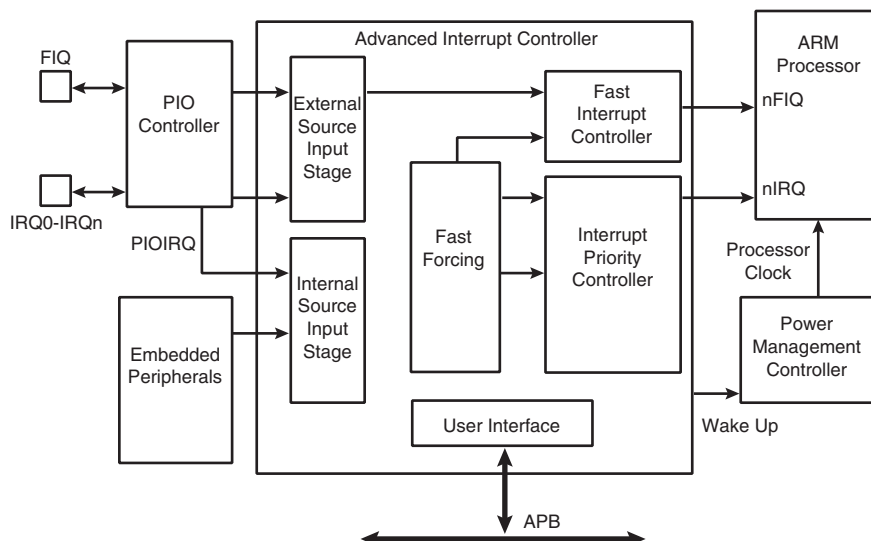 Advanced Interrupt Controller
FIQ
PIO
Controller
IRQ0-IRQn
PIOIRQ
Embedded
Peripherals
External
Source
Input
Stage
Internal
Source
Input
Stage
Fast
Forcing
Fast
Interrupt
Controller
Interrupt
Priority
Controller
User Interface
APB
ARM
Processor
nFIQ
nIRQ
Processor
Clock
Power
Management
Controller
Wake Up